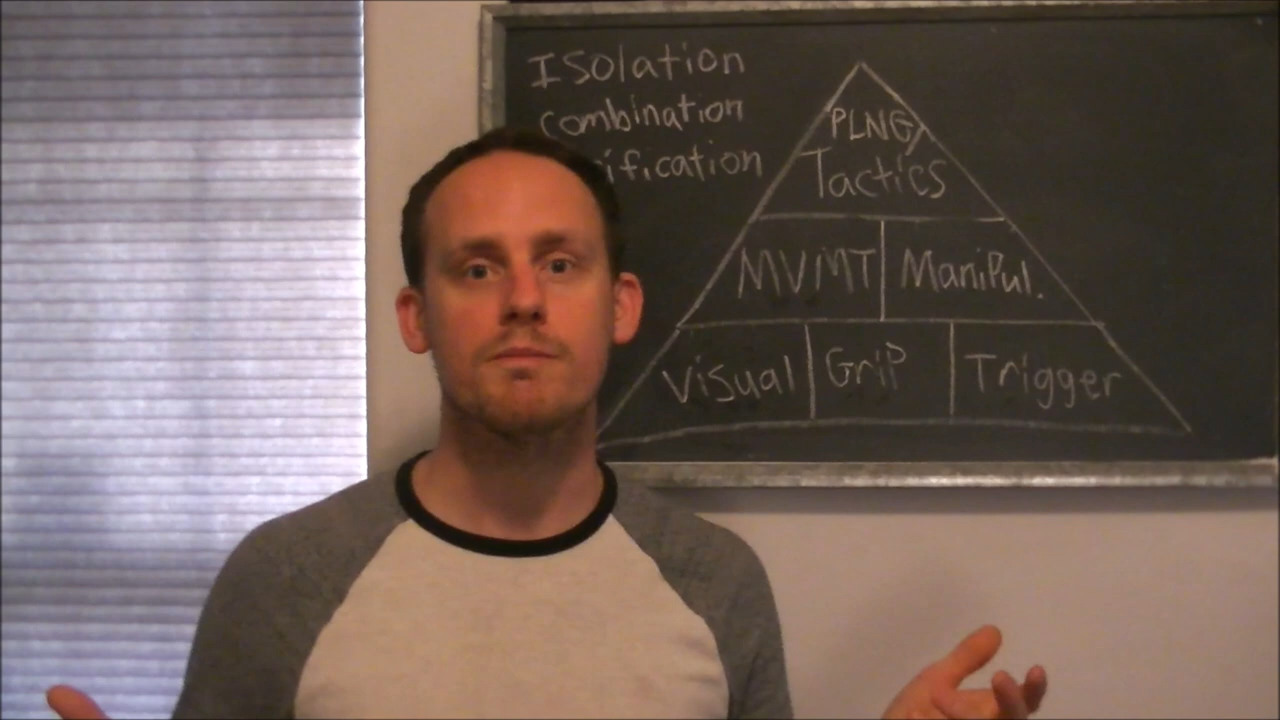 Isolation
combination
PLNG/
Tactics
MVMT Manipul.
Visual Grip Trigger